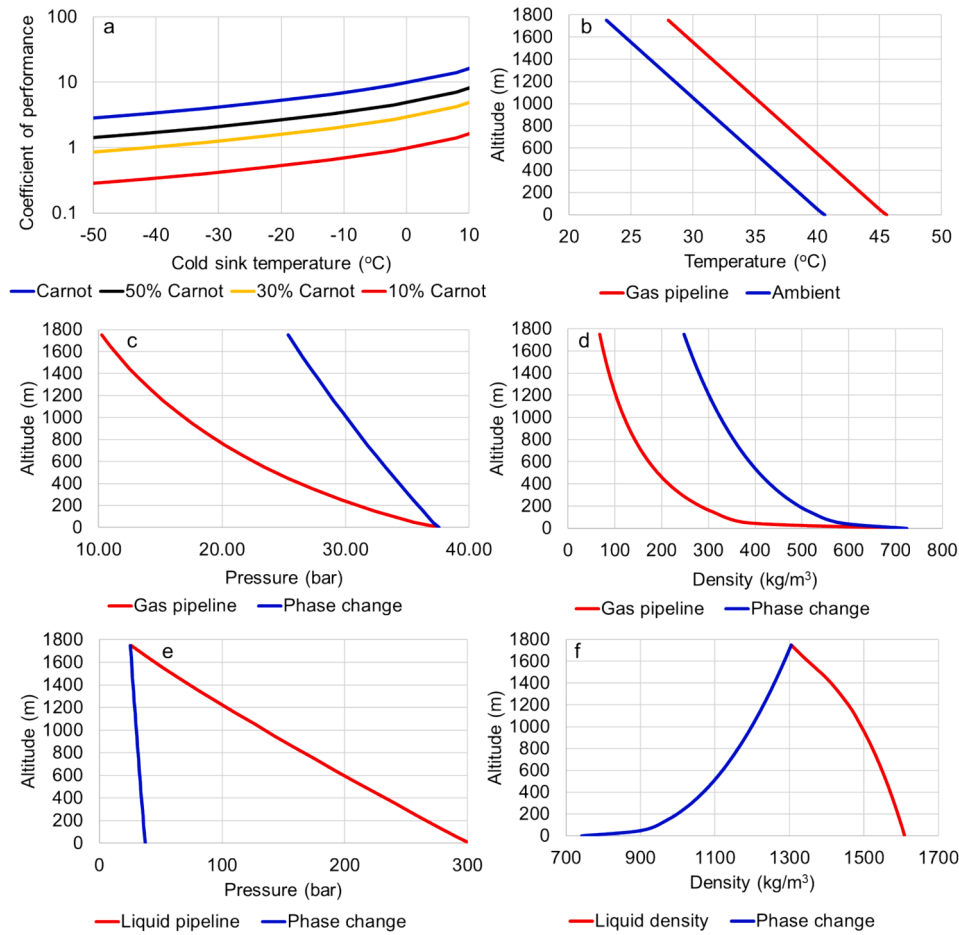 a
Coefficient of performance
100
10
1
0.1
-50 -40 -30 -20 -10 0 10
Cold sink temperature (°C)
Carnot 50% Carnot 30% Carnot 10% Carnot
b
Altitude (m)
1800
1600
1400
1200
1000
800
600
400
200
0
20 25 30 35 40 45 50
Temperature (°C)
Gas pipeline Ambient
c
Altitude (m)
1800
1600
1400
1200
1000
800
600
400
200
0
10.00 20.00 30.00 40.00
Pressure (bar)
Gas pipeline Phase change
d
Altitude (m)
1800
1600
1400
1200
1000
800
600
400
200
0
0 100 200 300 400 500 600 700 800
Density (kg/m³)
Gas pipeline Phase change
e
Altitude (m)
1800
1600
1400
1200
1000
800
600
400
200
0
0 100 200 300
Pressure (bar)
Liquid pipeline Phase change
f
Altitude (m)
1800
1600
1400
1200
1000
800
600
400
200
0
700 900 1100 1300 1500 1700
Density (kg/m³)
Liquid density Phase change